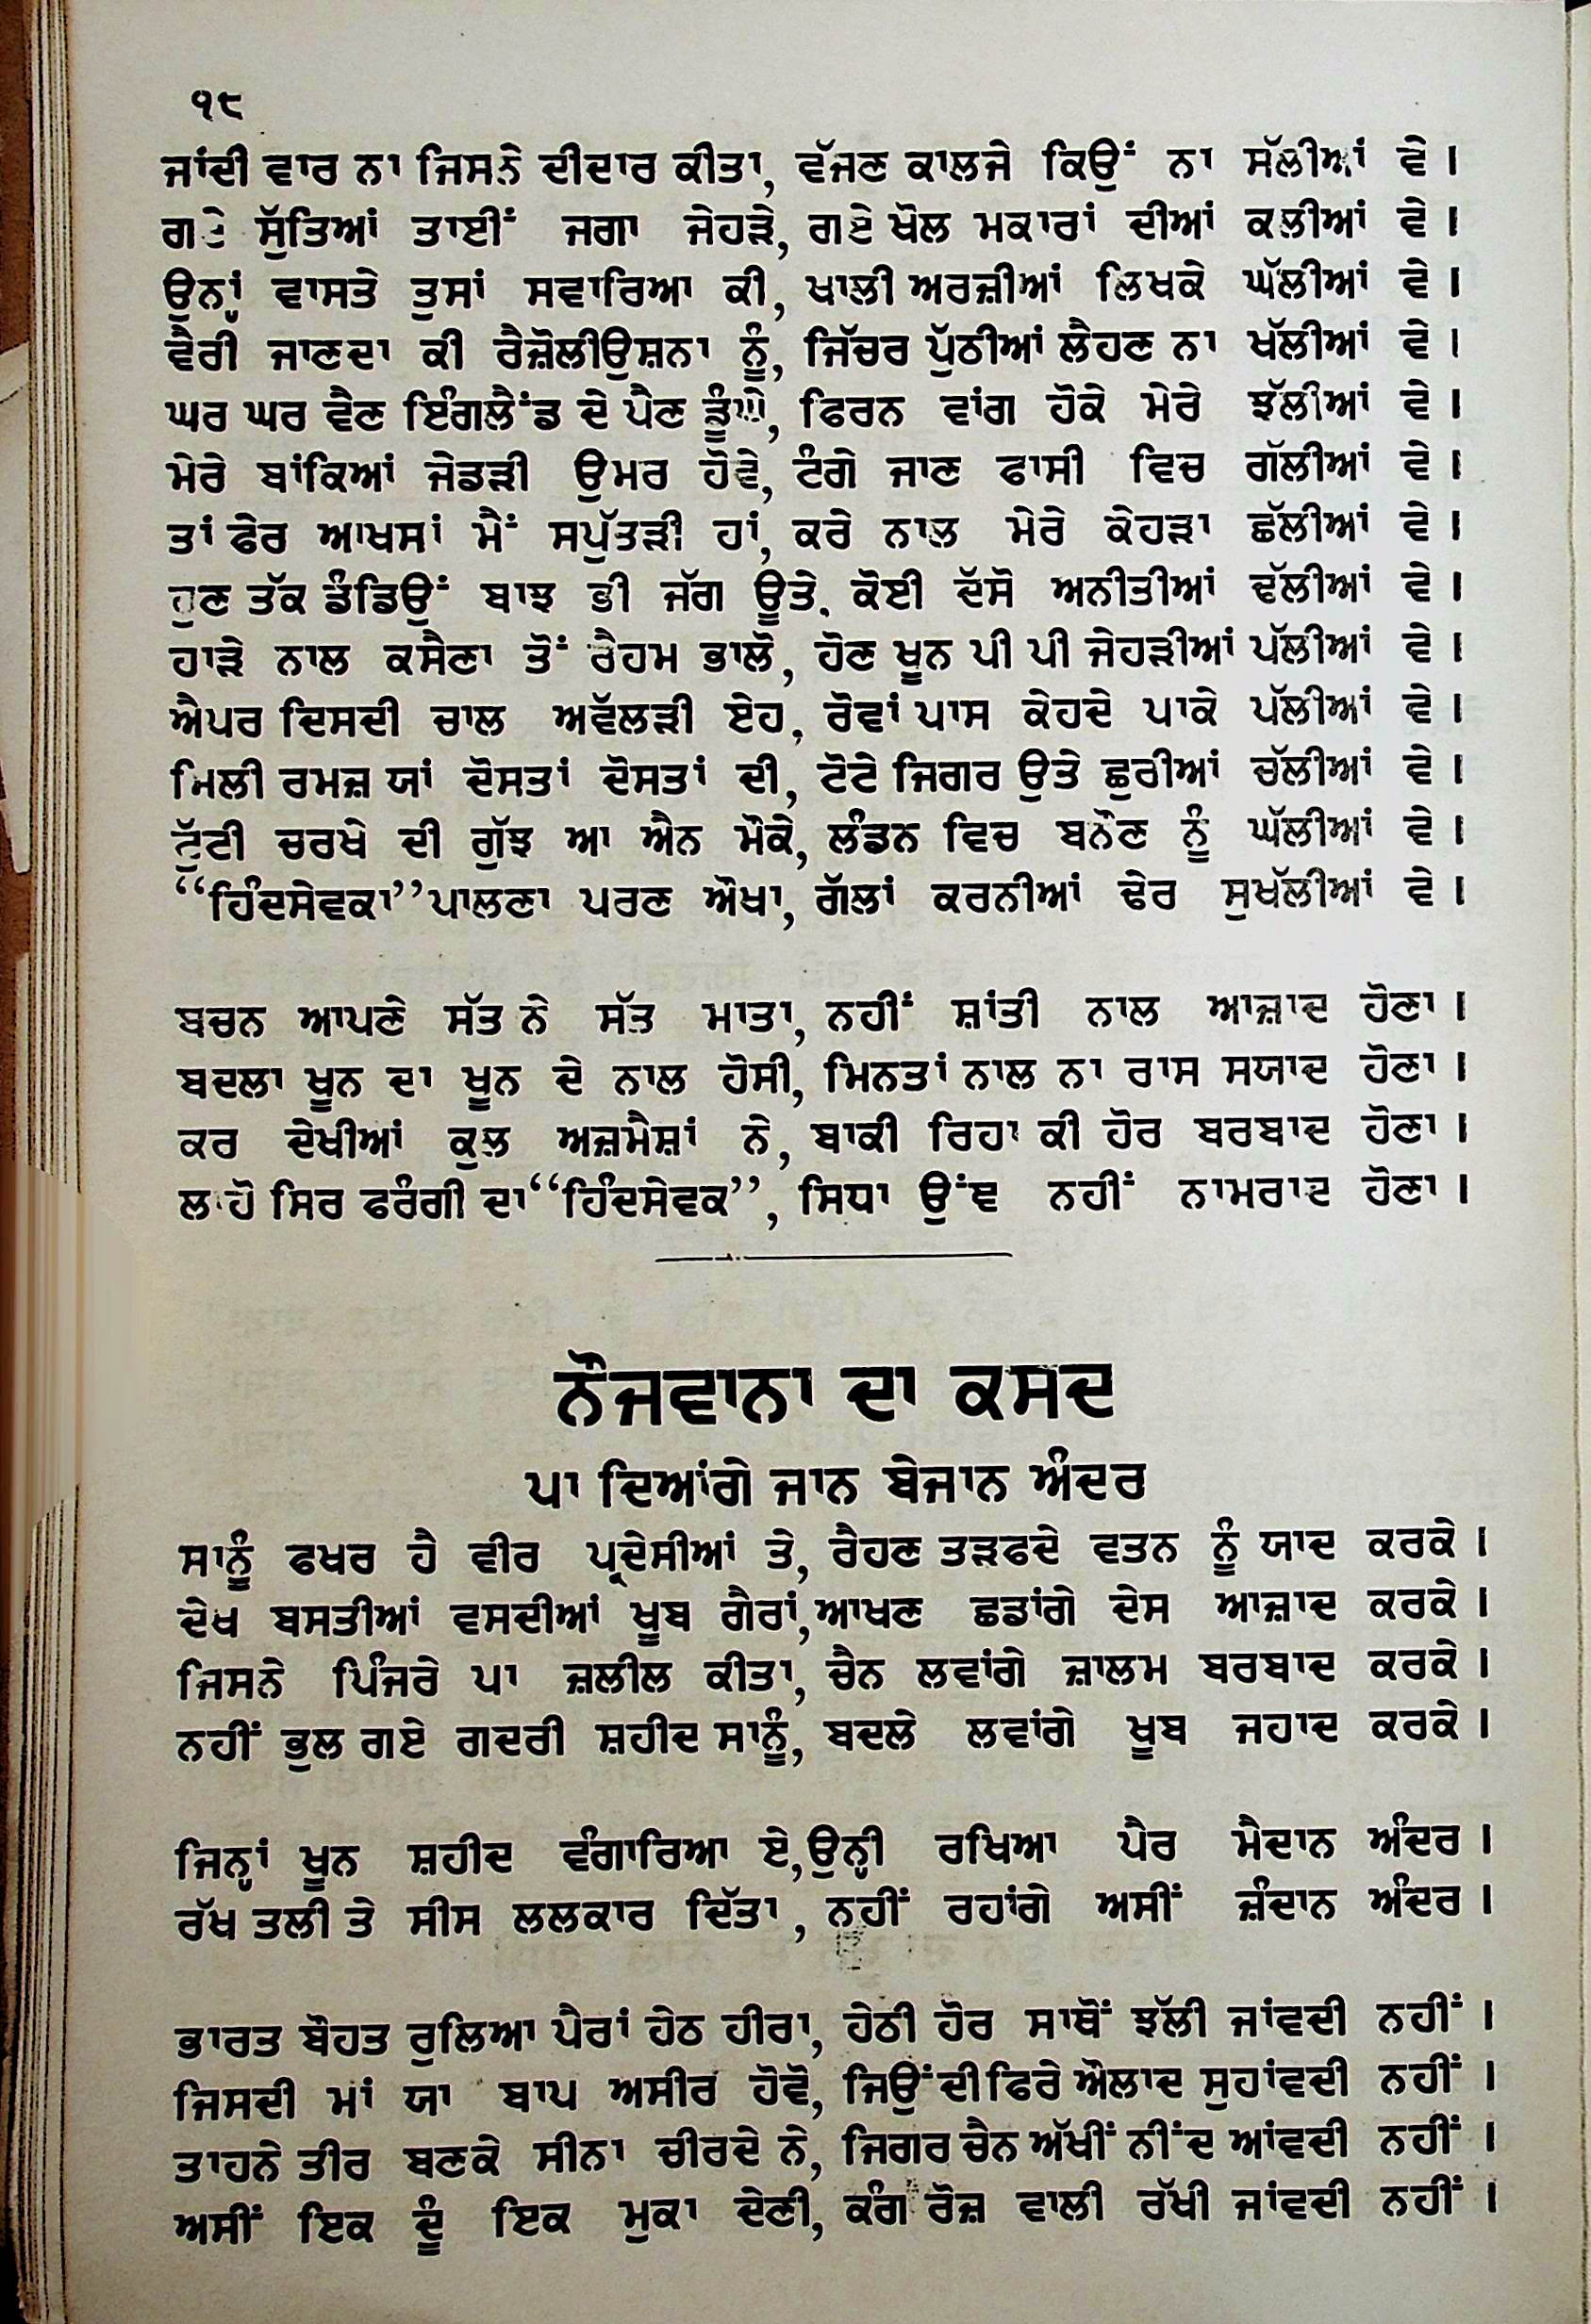 ੧੮
ਜਾਂਦੀ ਵਾਰ ਨਾ ਜਿਸਨੇ ਦੀਦਾਰ ਕੀਤਾ, ਵੱਜਣ ਕਾਲਜੇ ਕਿਉਂ ਨਾ ਸੱਲੀਆਂ ਵੇ।
ਗਏ ਸੁੱਤਿਆਂ ਤਾਈਂ ਜਗਾ ਜੇਹੜੇ, ਗਏ ਖੋਲ ਮਕਾਰਾਂ ਦੀਆਂ ਕਲੀਆਂ ਵੇ।
ਉਨ੍ਹਾਂ ਵਾਸਤੇ ਤੁਸਾਂ ਸਵਾਰਿਆ ਕੀ, ਖਾਲੀ ਅਰਜ਼ੀਆਂ ਲਿਖਕੇ ਘੱਲੀਆਂ ਵੇ।
ਵੈਰੀ ਜਾਣਦਾ ਕੀ ਰੈਜ਼ੋਲੀਉਸ਼ਨਾ ਨੂੰ, ਜਿੱਚਰ ਪੁੱਠੀਆਂ ਲੈਹਣ ਨਾ ਖੱਲੀਆਂ ਵੇ।
ਘਰ ਘਰ ਵੈਣ ਇੰਗਲੈਂਡ ਦੇ ਪੈਣ ਡੂੰਘੇ, ਫਿਰਨ ਵਾਂਗ ਹੋਕੇ ਮੇਰੇ ਝੱਲੀਆਂ ਵੇ।
ਮੇਰੇ ਬਾਂਕਿਆਂ ਜੇਡੜੀ ਉਮਰ ਹੋਵੇ, ਟੰਗੇ ਜਾਣ ਫਾਸੀ ਵਿਚ ਗੱਲੀਆਂ ਵੇ।
ਤਾਂ ਫੇਰ ਆਖਸਾਂ ਮੈਂ ਸਪੁੱਤੜੀ ਹਾਂ, ਕਰੇ ਨਾਲ ਮੇਰੇ ਕੇਹੜਾ ਛੱਲੀਆਂ ਵੇ।
ਹੁਣ ਤੱਕ ਡੰਡਿਉਂ ਬਾਝ ਭੀ ਜੱਗ ਊਤੇ, ਕੋਈ ਦੱਸੋ ਅਨੀਤੀਆਂ ਢੱਲੀਆਂ ਵੇ।
ਹਾੜੇ ਨਾਲ ਕਸੈਣਾ ਤੋਂ ਰੈਹਮ ਭਾਲੋ, ਹੋਣ ਖੂਨ ਪੀ ਪੀ ਜੇਹੜੀਆਂ ਪੱਲੀਆਂ ਵੇ।
ਐਪਰ ਦਿਸਦੀ ਚਾਲ ਅਵੱਲੜੀ ਏਹ, ਰੋਵਾਂ ਪਾਸ ਕੇਹਦੇ ਪਾਕੇ ਪੱਲੀਆਂ ਵੇ।
ਮਿਲੀ ਰਮਜ਼ ਯਾਂ ਦੋਸਤਾਂ ਦੋਸਤਾਂ ਦੀ, ਟੋਟੇ ਜਿਗਰ ਉਤੇ ਛੁਰੀਆਂ ਚੱਲੀਆਂ ਵੇ।
ਟੁੱਟੀ ਚਰਖੇ ਦੀ ਗੁੱਝ ਆ ਐਨ ਮੌਕੇ, ਲੰਡਨ ਵਿਚ ਬਨੌਣ ਨੂੰ ਘੱਲੀਆਂ ਵੇ।
“ਹਿੰਦਸੇਵਕਾ” ਪਾਲਣਾ ਪਰਣ ਔਖਾ, ਗੱਲਾਂ ਕਰਨੀਆਂ ਢੇਰ ਸੁਖੱਲੀਆਂ ਵੇ।
ਬਚਨ ਆਪਣੇ ਸੱਤ ਨੇ ਸੱਤ ਮਾਤਾ, ਨਹੀਂ ਸ਼ਾਂਤੀ ਨਾਲ ਆਜ਼ਾਦ ਹੋਣਾ।
ਬਦਲਾ ਖੂਨ ਦਾ ਖੂਨ ਦੇ ਨਾਲ ਹੋਸੀ, ਮਿਨਤਾਂ ਨਾਲ ਨਾ ਰਾਸ ਸਯਾਦ ਹੋਣਾ।
ਕਰ ਦੇਖੀਆਂ ਕੁਲ ਅਜ਼ਮੈਸ਼ਾਂ ਨੇ, ਬਾਕੀ ਰਿਹਾ ਕੀ ਹੋਰ ਬਰਬਾਦ ਹੋਣਾ।
ਲਾਹੋ ਸਿਰ ਫਰੰਗੀ ਦਾ “ਹਿੰਦਸੇਵਕ”, ਸਿਧਾ ਉਂਞ ਨਹੀਂ ਨਾਮਰਾਦ ਹੋਣਾ।
ਨੌਜਵਾਨਾ ਦਾ ਕਸਦ
ਪਾ ਦਿਆਂਗੇ ਜਾਨ ਬੇਜਾਨ ਅੰਦਰ
ਸਾਨੂੰ ਫਖਰ ਹੈ ਵੀਰ ਪ੍ਰਦੇਸੀਆਂ ਤੇ, ਰੈਹਣ ਤੜਫਦੇ ਵਤਨ ਨੂੰ ਯਾਦ ਕਰਕੇ।
ਦੇਖ ਬਸਤੀਆਂ ਵਸਦੀਆਂ ਖੂਬ ਗੈਰਾਂ, ਆਖਣ ਛਡਾਂਗੇ ਦੇਸ ਆਜ਼ਾਦ ਕਰਕੇ।
ਜਿਸਨੇ ਪਿੰਜਰੇ ਪਾ ਜ਼ਲੀਲ ਕੀਤਾ, ਚੈਨ ਲਵਾਂਗੇ ਜ਼ਾਲਮ ਬਰਬਾਦ ਕਰਕੇ।
ਨਹੀਂ ਭੁਲ ਗਏ ਗਦਰੀ ਸ਼ਹੀਦ ਸਾਨੂੰ, ਬਦਲੇ ਲਵਾਂਗੇ ਖੂਬ ਜਹਾਦ ਕਰਕੇ।
ਜਿਨ੍ਹਾਂ ਖੂਨ ਸ਼ਹੀਦ ਵੰਗਾਰਿਆ ਏ, ਉਨ੍ਹੀ ਰਖਿਆ ਪੈਰ ਮੈਦਾਨ ਅੰਦਰ।
ਰੱਖ ਤਲੀ ਤੇ ਸੀਸ ਲਲਕਾਰ ਦਿੱਤਾ, ਨਹੀਂ ਰਹਾਂਗੇ ਅਸੀਂ ਜ਼ੰਦਾਨ ਅੰਦਰ।
ਭਾਰਤ ਬੌਹਤ ਰੁਲਿਆ ਪੈਰਾਂ ਹੇਠ ਹੀਰਾ, ਹੇਠੀ ਹੋਰ ਸਾਥੋਂ ਝੱਲੀ ਜਾਂਵਦੀ ਨਹੀਂ।
ਜਿਸਦੀ ਮਾਂ ਯਾ ਬਾਪ ਅਸੀਰ ਹੋਵੋ, ਜਿਉਂਦੀ ਫਿਰੇ ਔਲਾਦ ਸੁਹਾਂਵਦੀ ਨਹੀਂ।
ਤਾਹਨੇ ਤੀਰ ਬਣਕੇ ਸੀਨਾ ਚੀਰਦੇ ਨੇ, ਜਿਗਰ ਚੈਨ ਅੱਖੀਂ ਨੀਂਦ ਆਂਵਦੀ ਨਹੀਂ।
ਅਸੀਂ ਇਕ ਦੂੰ ਇਕ ਮੁਕਾ ਦੇਣੀ, ਕੰਗ ਰੋਜ਼ ਵਾਲੀ ਰੱਖੀ ਜਾਂਵਦੀ ਨਹੀਂ।